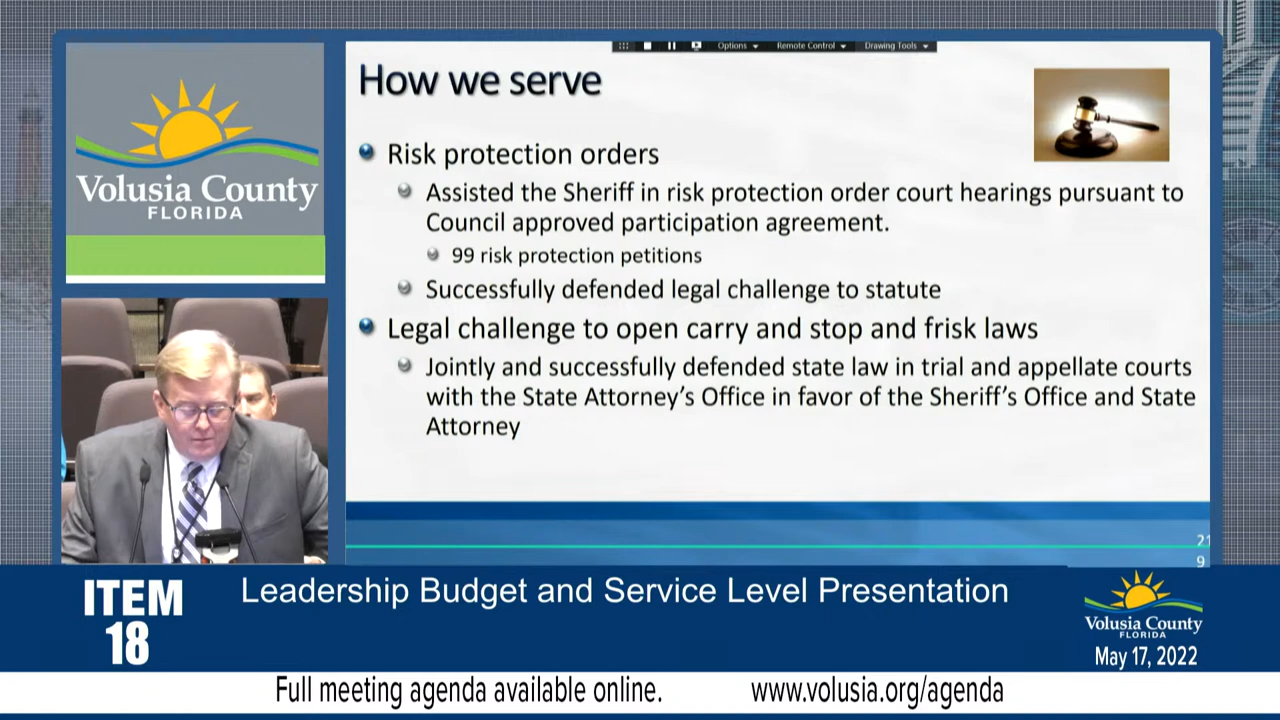 Options
Remote Control
Drawing Tools
How we serve
Risk protection orders
Assisted the Sheriff in risk protection order court hearings pursuant to
Council approved participation agreement.
99 risk protection petitions
Successfully defended legal challenge to statute
Legal challenge to open carry and stop and frisk laws
Jointly and successfully defended state law in trial and appellate courts
with the State Attorney's Office in favor of the Sheriff's Office and State
Attorney
21
9
Volusia County
FLORIDA
ITEM
18
Leadership Budget and Service Level Presentation
Volusia County
FLORIDA
May 17, 2022
Full meeting agenda available online.
www.volusia.org/agenda